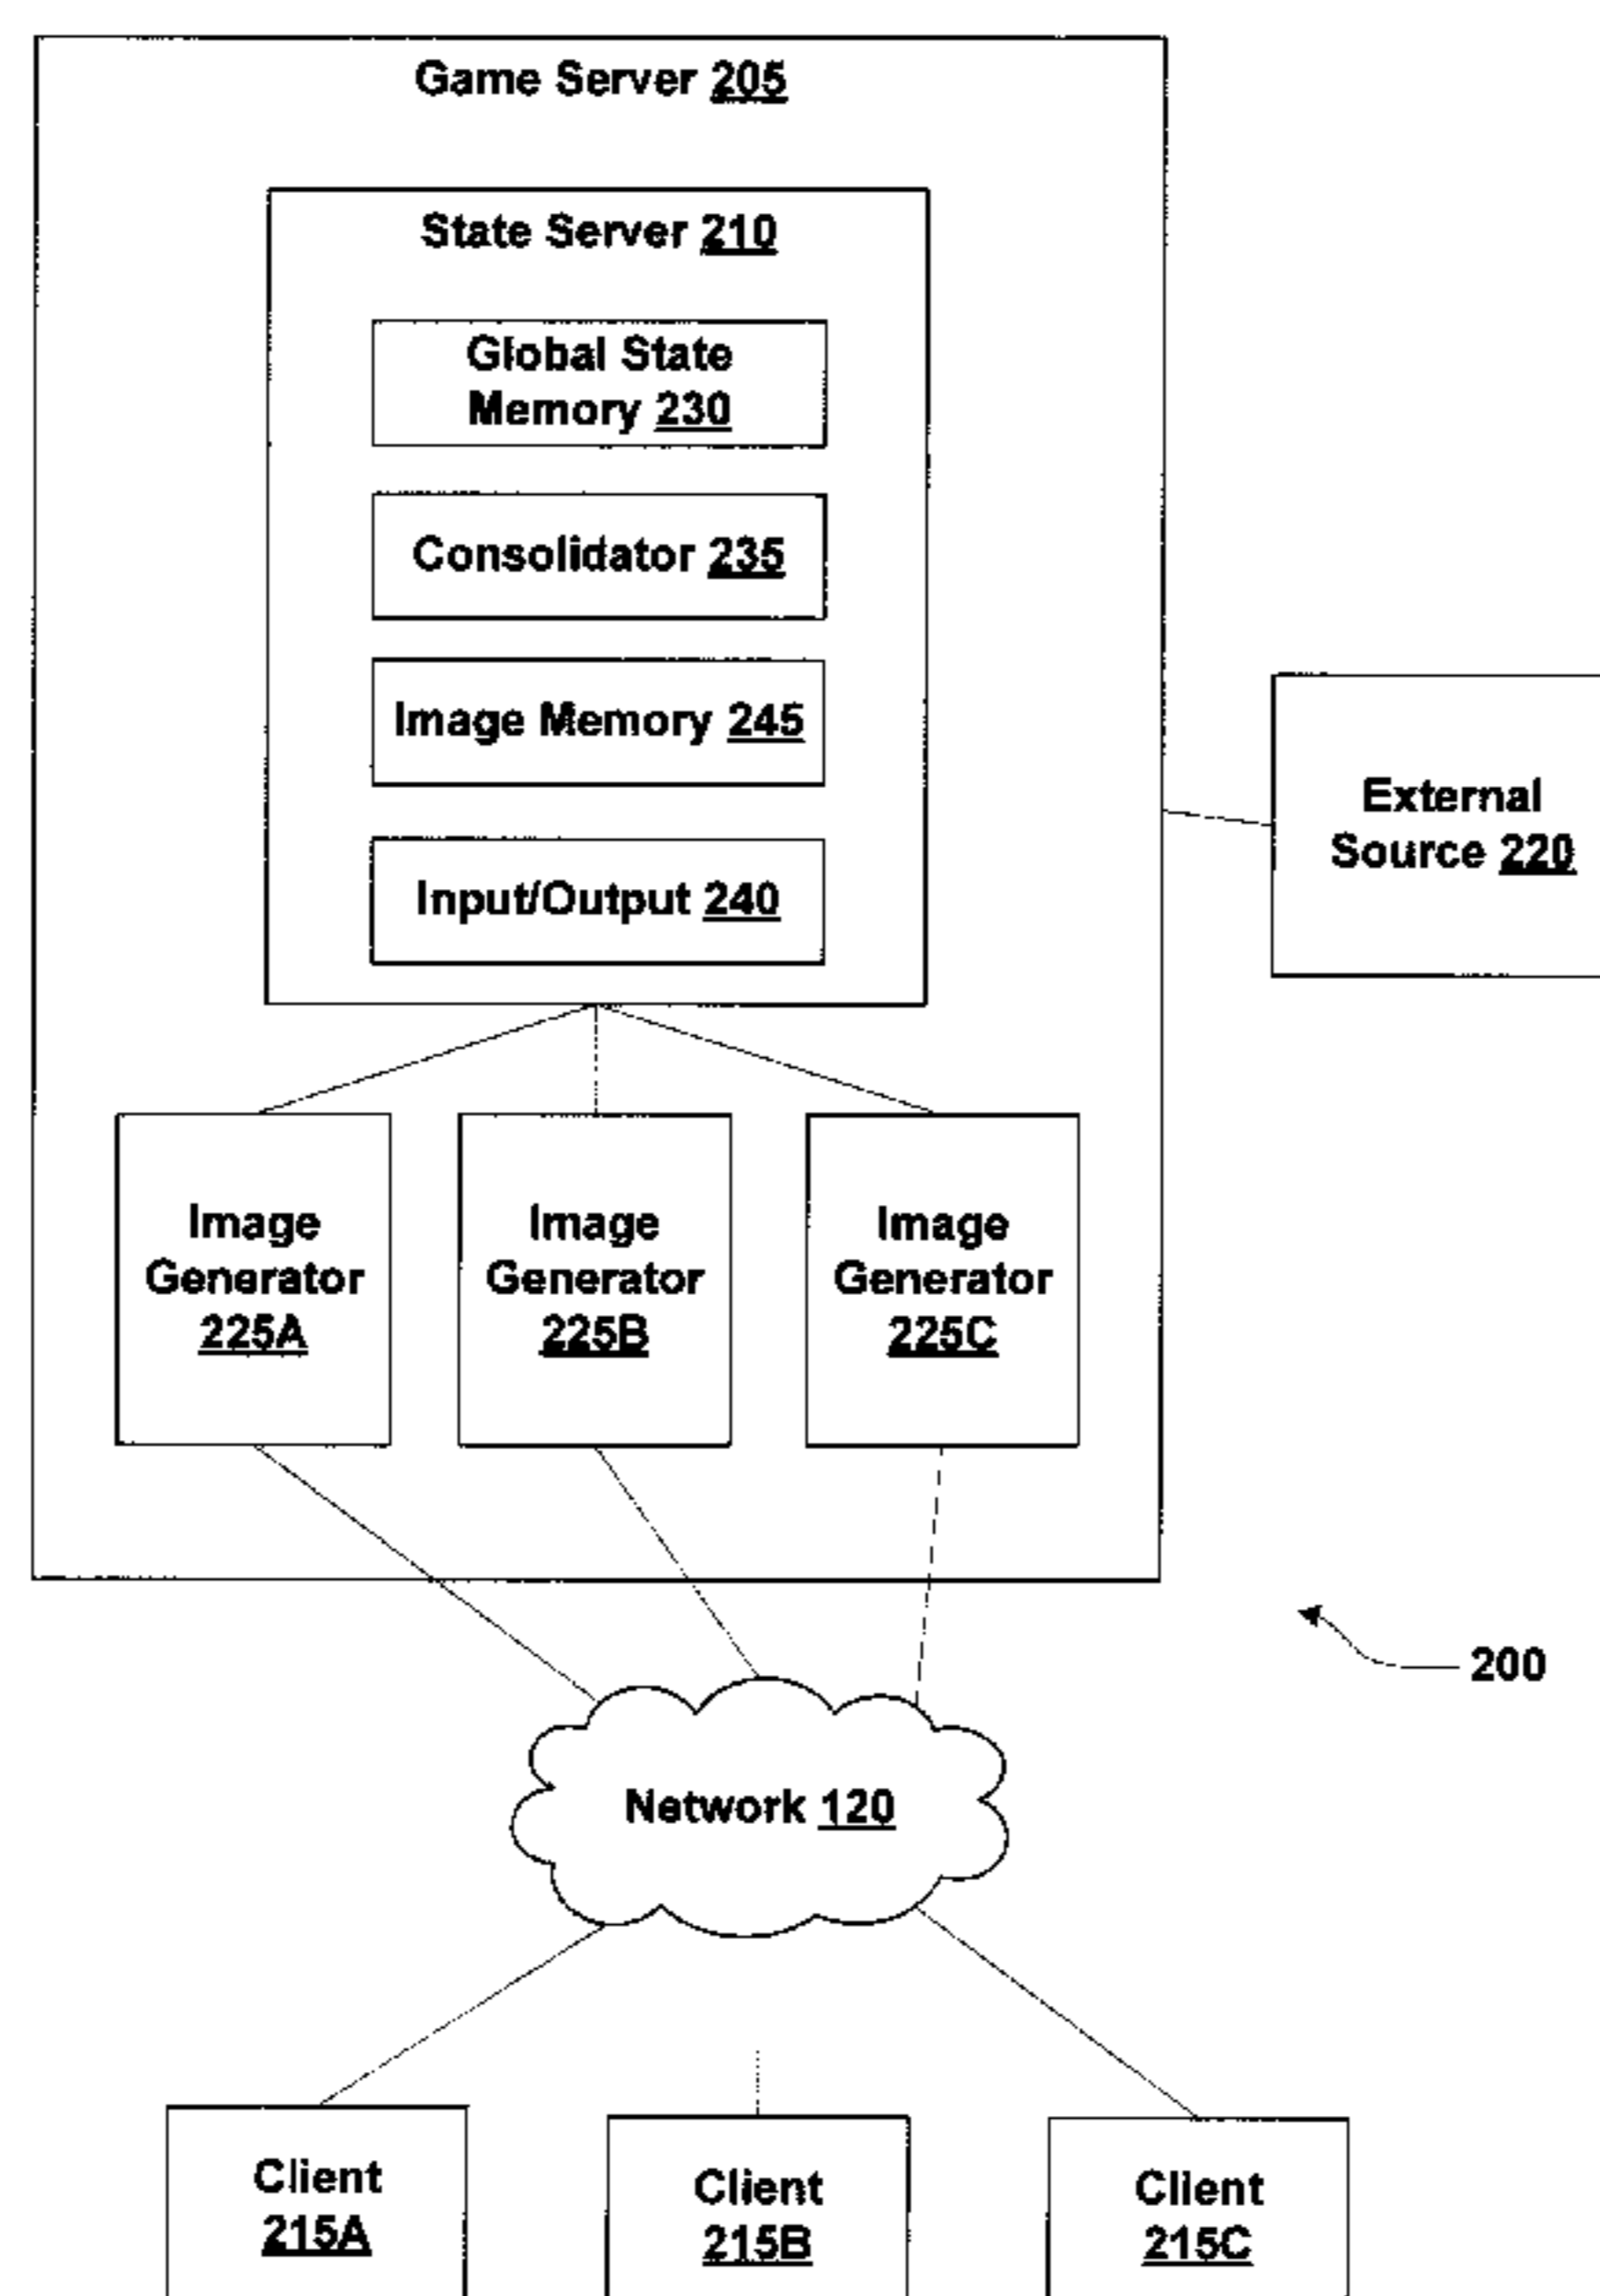 Game Server 205
State Server 210
Global State
Memory 230
Consolidator 235
Image Memory 245
Input/Output 240
External
Source 220
Image
Generator
225A
Image
Generator
225B
Image
Generator
225C
200
Network 120
Client
215A
Client
215B
Client
215C